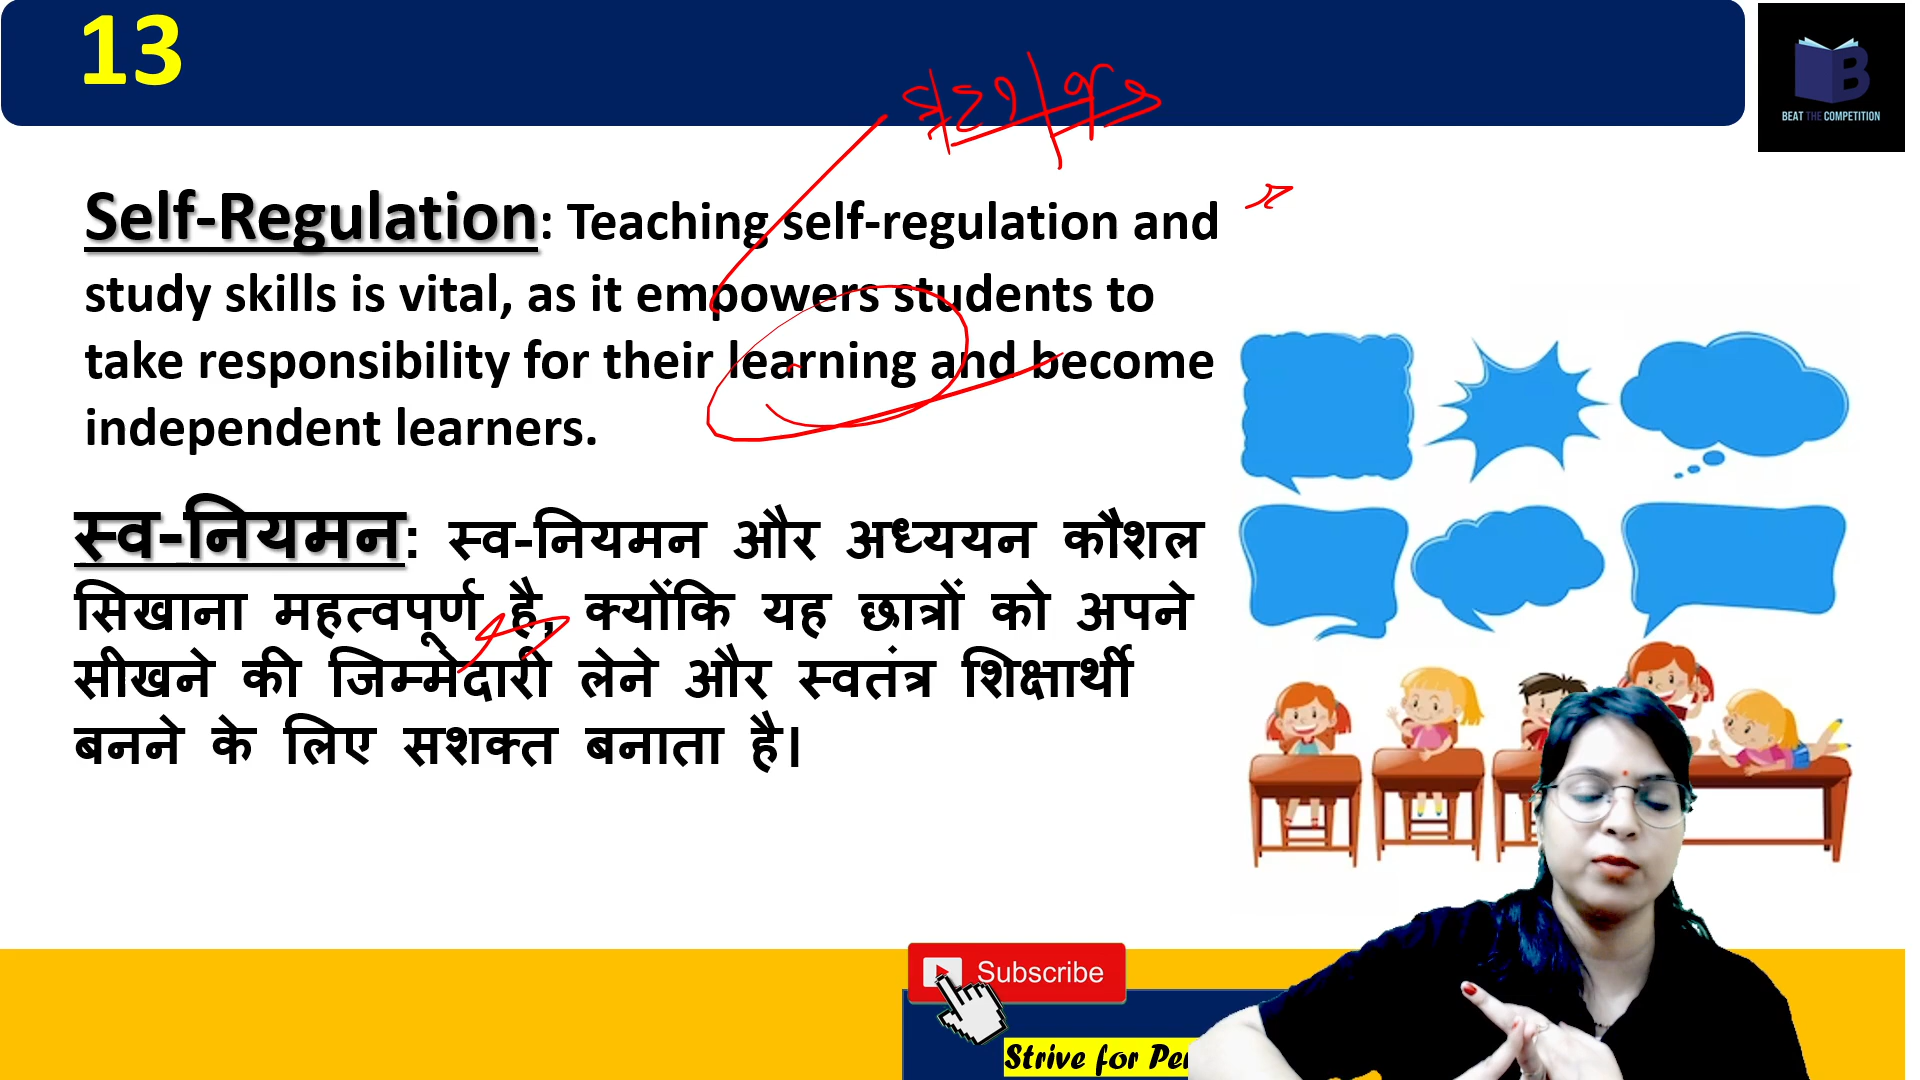 13
BEAT THE COMPETITION
Self-Regulation: Teaching self-regulation and
study skills is vital, as it empowers students to
take responsibility for their learning and become
independent learners.
स्व-नियमन: स्व-नियमन और अध्ययन कौशल
सिखाना महत्वपूर्ण है, क्योंकि यह छात्रों को अपने
सीखने की जिम्मेदारी लेने और स्वतंत्र शिक्षार्थी
बनने के लिए सशक्त बनाता है।
Subscribe
Strive for